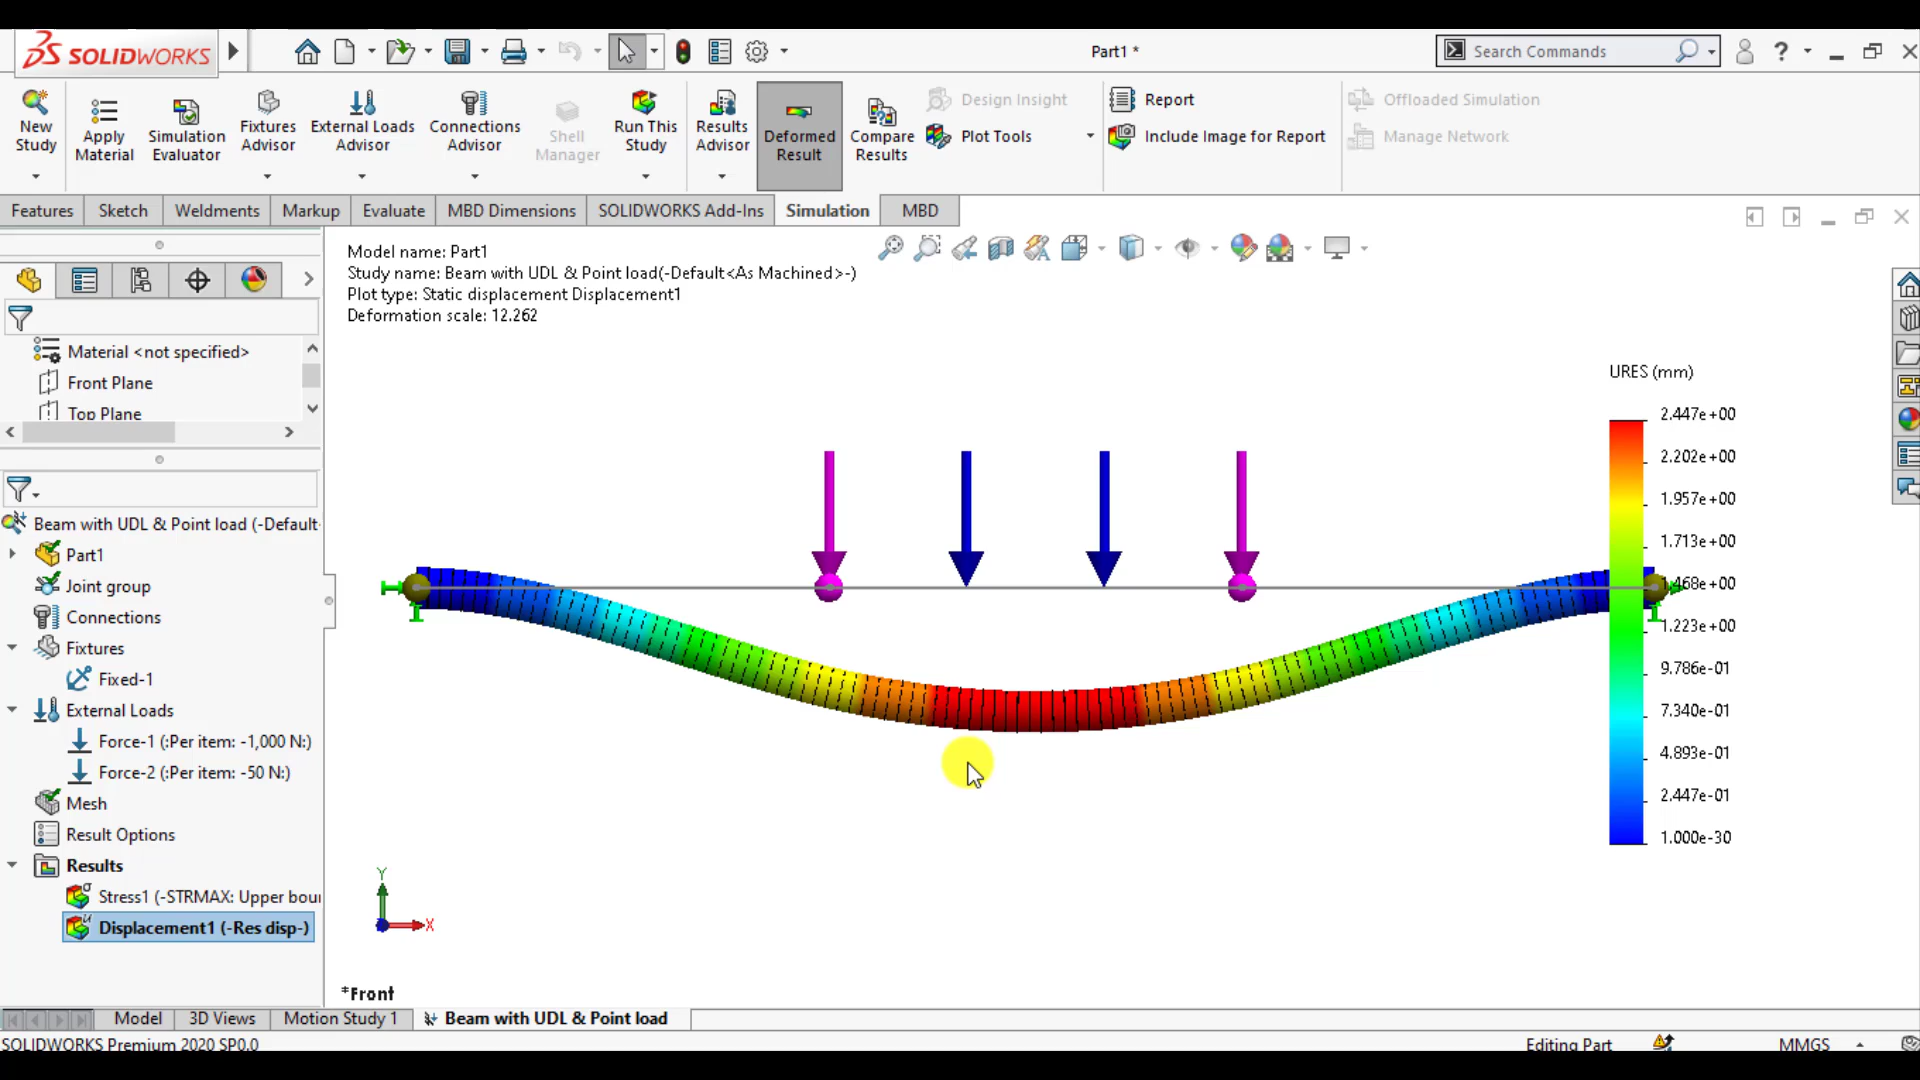 SOLIDWORKS
Part1 *
Search Commands
New Study
Apply Material
Simulation Evaluator
Fixtures Advisor
External Loads Advisor
Connections Advisor
Shell Manager
Run This Study
Results Advisor
Deformed Result
Compare Results
Design Insight
Plot Tools
Report
Include Image for Report
Offloaded Simulation
Manage Network
Features
Sketch
Weldments
Markup
Evaluate
MBD Dimensions
SOLIDWORKS Add-Ins
Simulation
MBD
Model name: Part1
Study name: Beam with UDL & Point load(-Default<As Machined>-)
Plot type: Static displacement Displacement1
Deformation scale: 12.262
Material <not specified>
Front Plane
Top Plane
Beam with UDL & Point load (-Default
Part1
Joint group
Connections
Fixtures
Fixed-1
External Loads
Force-1 (:Per item: -1,000 N:)
Force-2 (:Per item: -50 N:)
Mesh
Result Options
Results
Stress1 (-STRMAX: Upper bou
Displacement1 (-Res disp-)
URES (mm)
2.447e+00
2.202e+00
1.957e+00
1.713e+00
468e+00
1.223e+00
9.786e-01
7.340e-01
4.893e-01
2.447e-01
1.000e-30
Y
X
*Front
Model
3D Views
Motion Study 1
Beam with UDL & Point load
SOLIDWORKS Premium 2020 SP0.0
Editing Part
MMGS